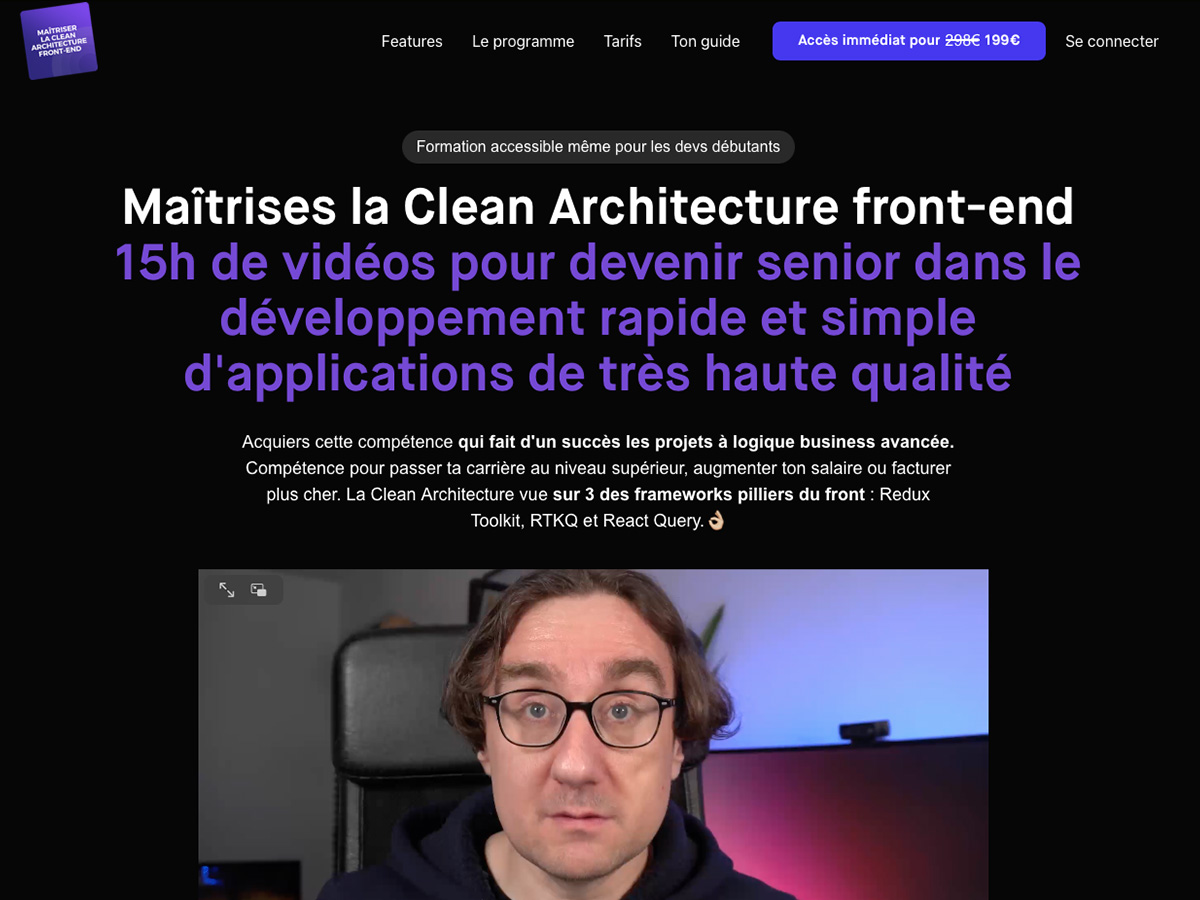 MAÎTRISER
LA CLEAN
ARCHITECTURE
FRONT-END
Features
Le programme
Tarifs
Ton guide
Accès immédiat pour 298€ 199€
Se connecter
Formation accessible même pour les devs débutants
Maîtrises la Clean Architecture front-end
15h de vidéos pour devenir senior dans le
développement rapide et simple
d'applications de très haute qualité
Acquiers cette compétence qui fait d'un succès les projets à logique business avancée.
Compétence pour passer ta carrière au niveau supérieur, augmenter ton salaire ou facturer
plus cher. La Clean Architecture vue sur 3 des frameworks pilliers du front : Redux
Toolkit, RTKQ et React Query.👌🏼